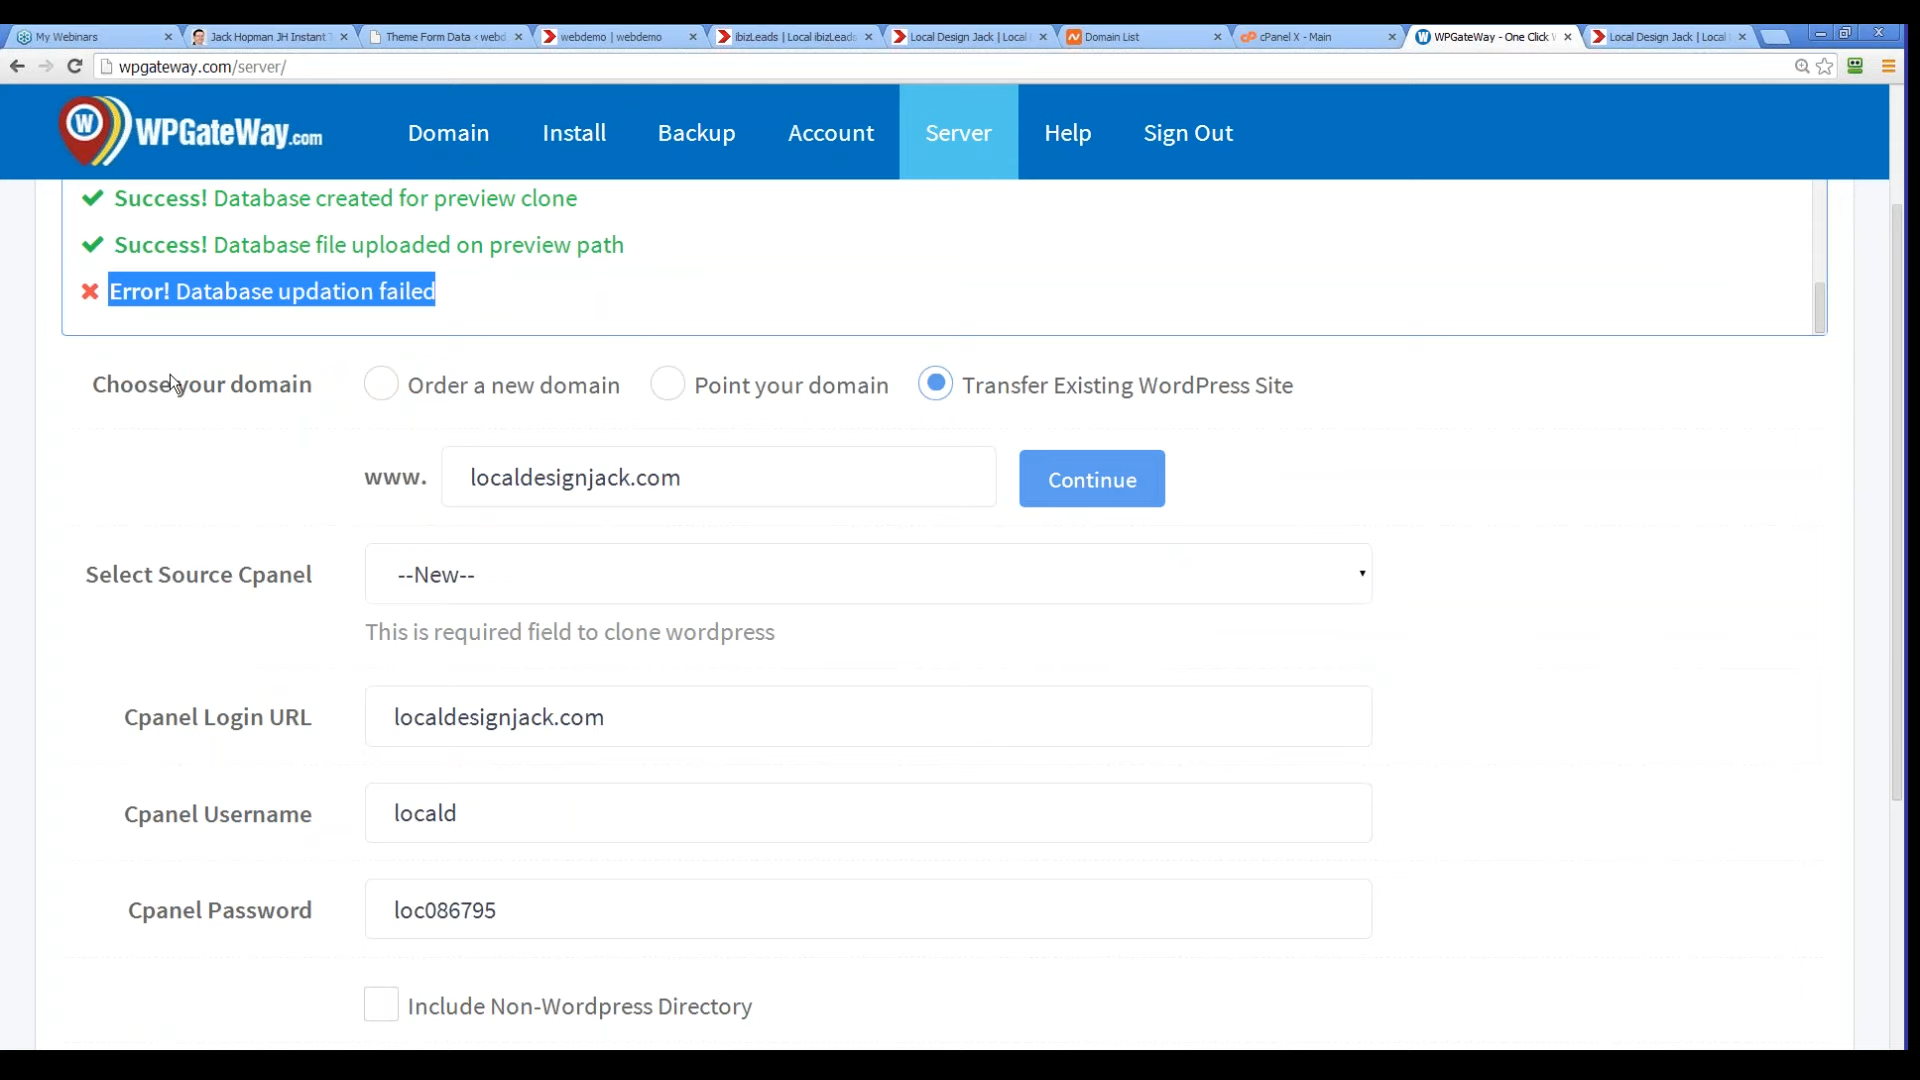 My Webinars
Jack Hopman JH Instant
Theme Form Data ‹ webd
webdemo | webdemo
ibizLeads | Local ibizLeads
Local Design Jack | Local
Domain List
cPanel X - Main
WPGateWay - One Click
Local Design Jack | Local
wpgateway.com/server/
W WPGateWay.com
Domain
Install
Backup
Account
Server
Help
Sign Out
Success! Database created for preview clone
Success! Database file uploaded on preview path
Error! Database updation failed
Choose your domain
Order a new domain
Point your domain
Transfer Existing WordPress Site
www.
localdesignjack.com
Continue
Select Source Cpanel
--New--
This is required field to clone wordpress
Cpanel Login URL
localdesignjack.com
Cpanel Username
locald
Cpanel Password
loc086795
Include Non-Wordpress Directory